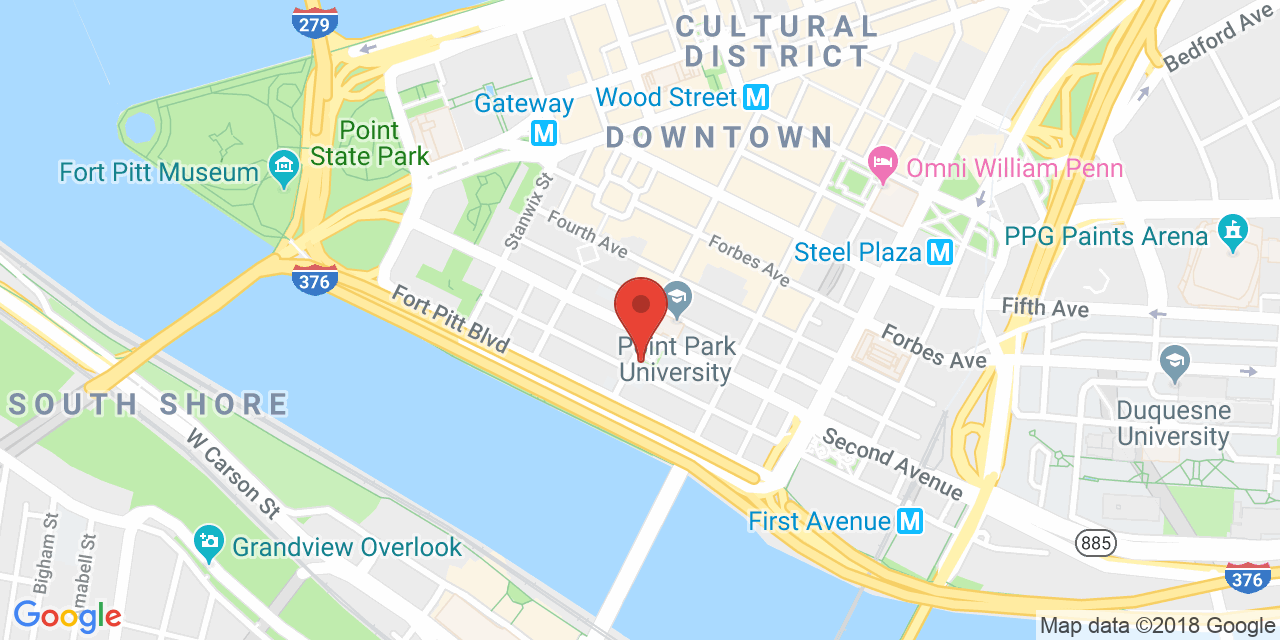 279
CULTURAL
DISTRICT
Bedford Ave
Gateway
M
Wood Street M
DOWNTOWN
Point
State Park
Fort Pitt Museum
Omni William Penn
Stanwix St
Fourth Ave
Forbes Ave
Steel Plaza M
PPG Paints Arena
376
Fort Pitt Blvd
Fifth Ave
Forbes Ave
Point Park
University
SOUTH SHORE
Duquesne
University
W Carson St
Second Avenue
First Avenue M
885
Grandview Overlook
Bigham St
mabell St
376
Google
Map data ©2018 Google